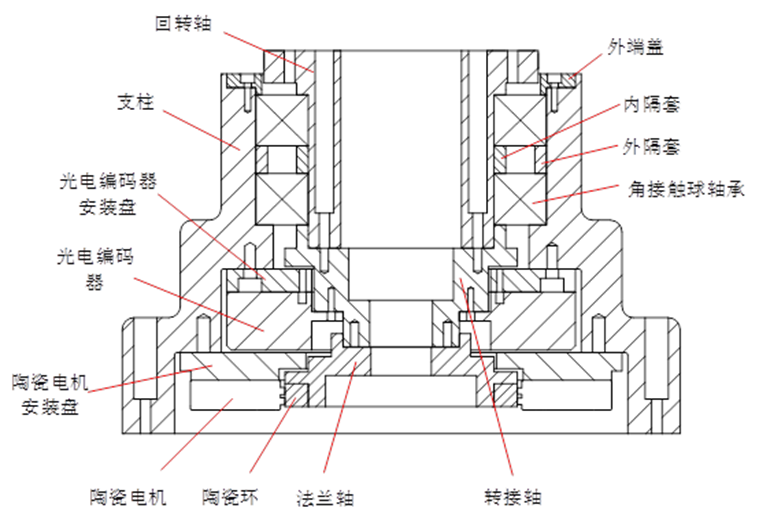 回转轴
外端盖
支柱
内隔套
外隔套
光电编码器
安装盘
角接触球轴承
光电编码
器
陶瓷电机
安装盘
陶瓷电机
陶瓷环
法兰轴
转接轴